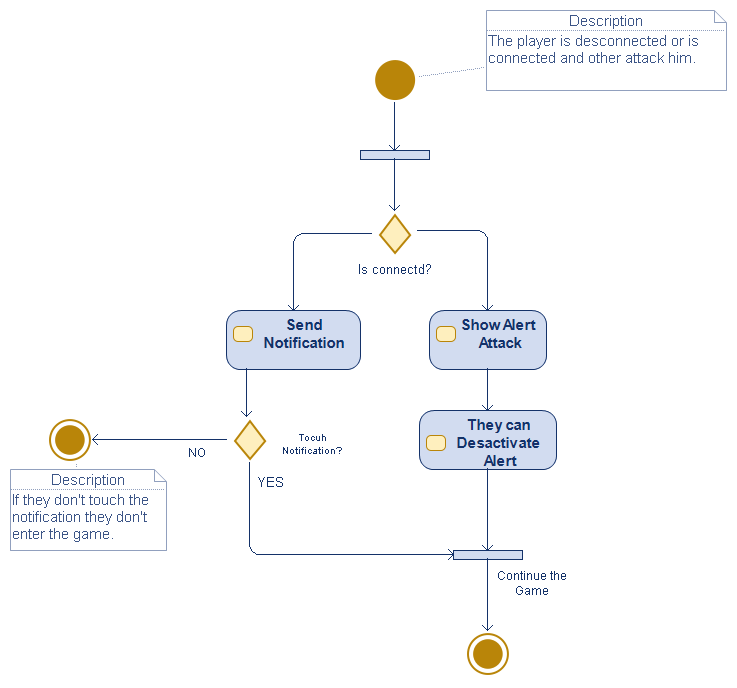 Description
The player is desconnected or is
connected and other attack him.
Is connectd?
Send
Notification
Show Alert
Attack
They can
Desactivate
Alert
Tocuh
Notification?
NO
YES
Description
If they don't touch the
notification they don't
enter the game.
Continue the
Game